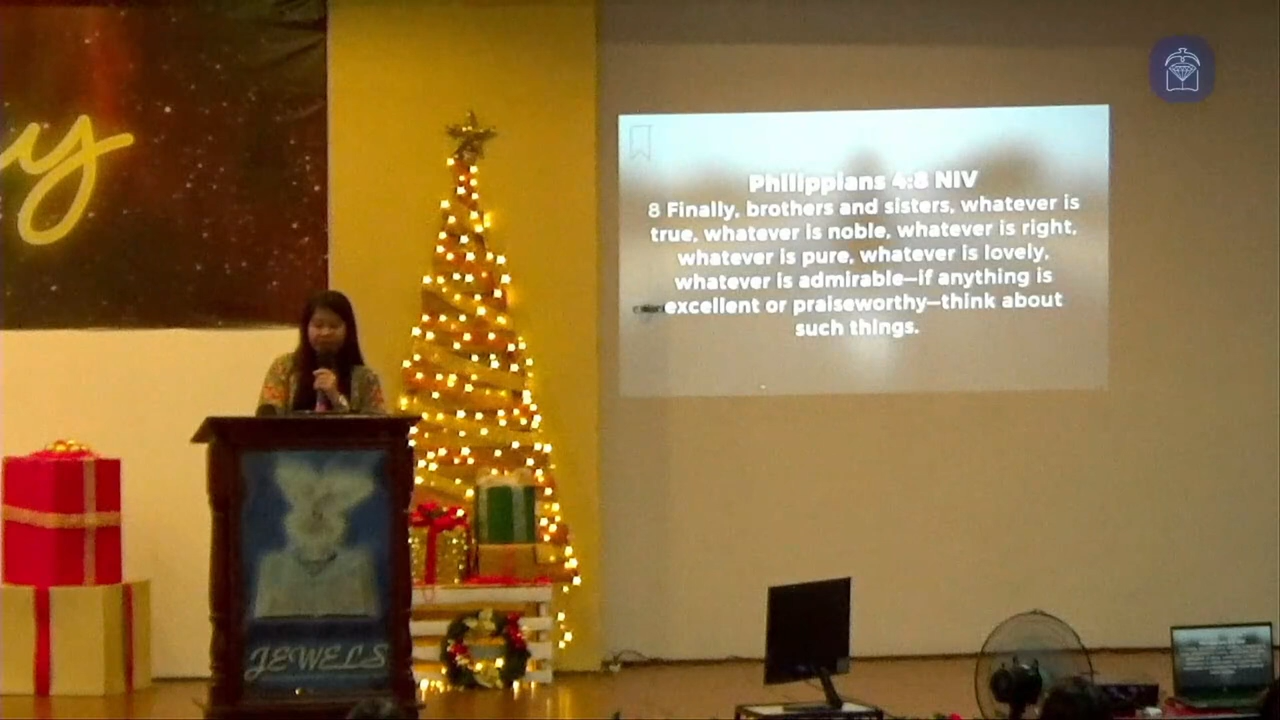 y
Philippians 4:8 NIV
8 Finally, brothers and sisters, whatever is
true, whatever is noble, whatever is right,
whatever is pure, whatever is lovely,
whatever is admirable—if anything is
excellent or praiseworthy—think about
such things.
JEWELS